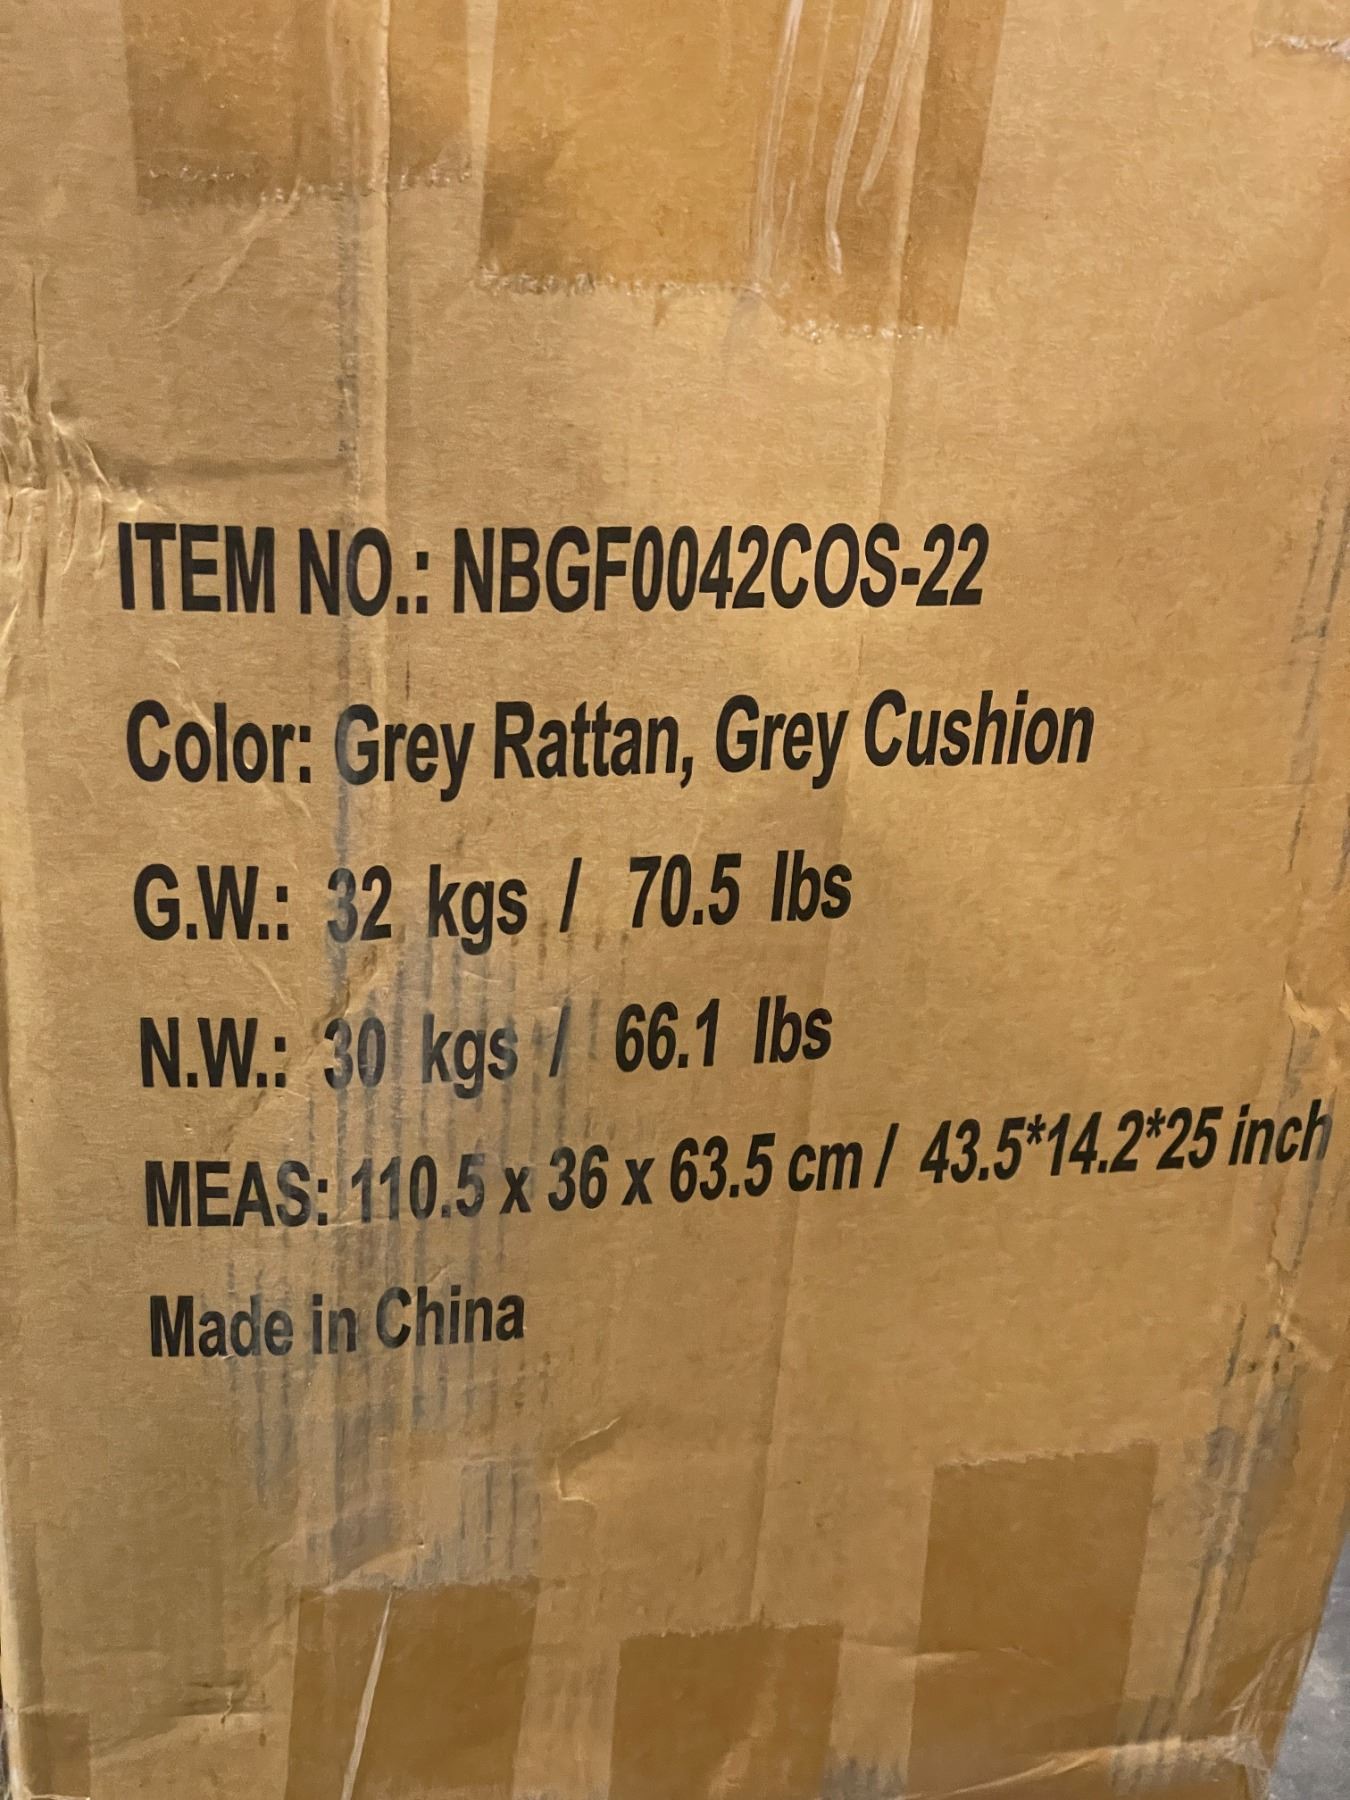 ITEM NO.: NBGF0042COS-22
Color: Grey Rattan, Grey Cushion
G.W.: 32 kgs / 70.5 lbs
N.W.: 30 kgs / 66.1 lbs
MEAS: 110.5 x 36 x 63.5 cm / 43.5*14.2*25 inch
Made in China